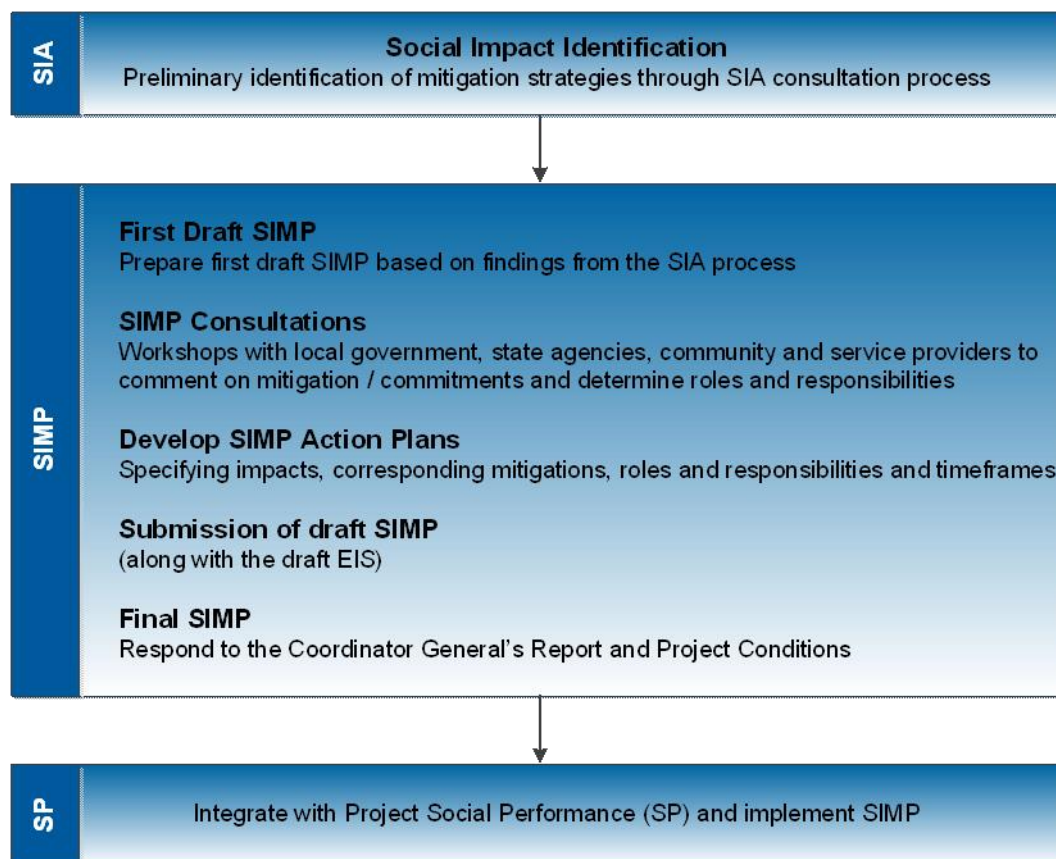 SIA
Social Impact Identification
Preliminary identification of mitigation strategies through SIA consultation process
SIMP
First Draft SIMP
Prepare first draft SIMP based on findings from the SIA process
SIMP Consultations
Workshops with local government, state agencies, community and service providers to
comment on mitigation / commitments and determine roles and responsibilities
Develop SIMP Action Plans
Specifying impacts, corresponding mitigations, roles and responsibilities and timeframes
Submission of draft SIMP
(along with the draft EIS)
Final SIMP
Respond to the Coordinator General's Report and Project Conditions
SP
Integrate with Project Social Performance (SP) and implement SIMP